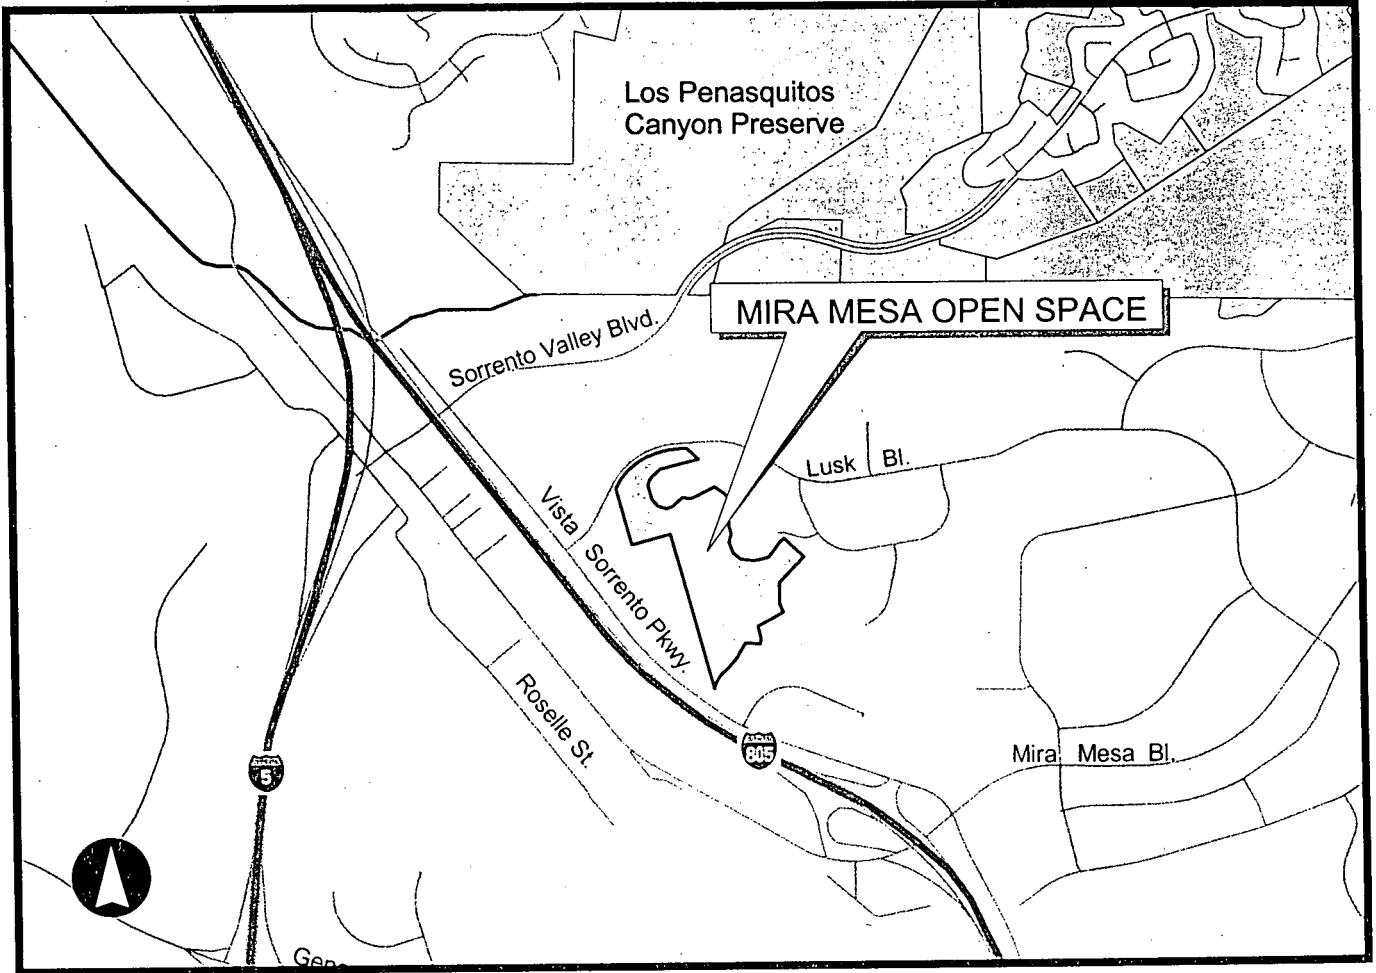 Los Penasquitos
Canyon Preserve
MIRA MESA OPEN SPACE
Sorrento Valley Blvd.
Lusk Bl.
Vista Sorrento Pkwy.
Roselle St.
805
Mira Mesa Bl.
5